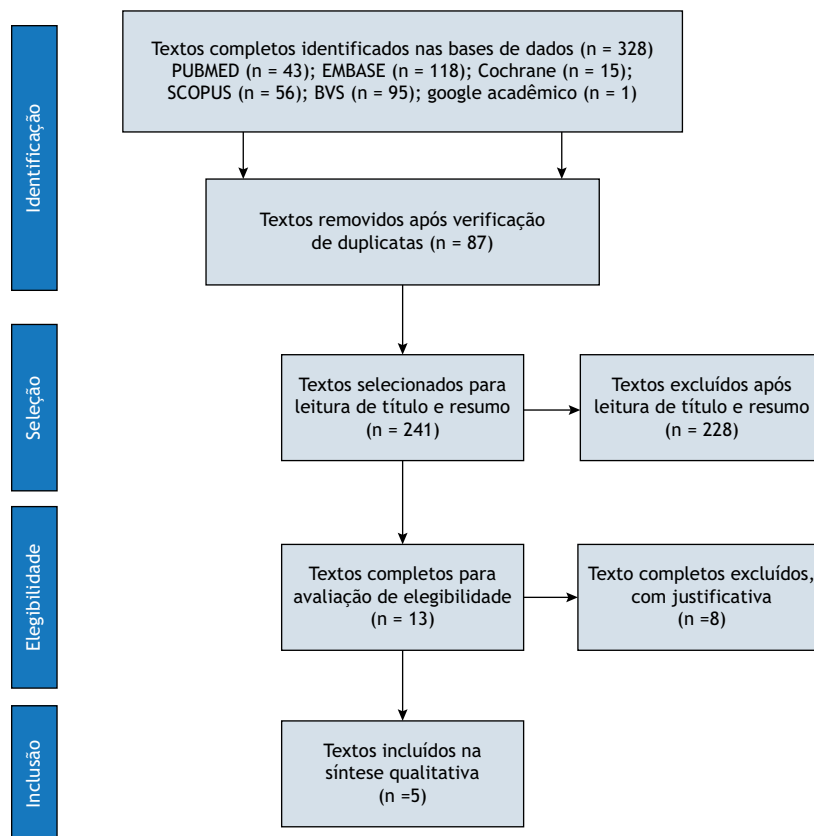 Identificação
Textos completos identificados nas bases de dados (n = 328)
PUBMED (n = 43); EMBASE (n = 118); Cochrane (n = 15);
SCOPUS (n = 56); BVS (n = 95); google acadêmico (n = 1)
Textos removidos após verificação
de duplicatas (n = 87)
Seleção
Textos selecionados para
leitura de título e resumo
(n = 241)
Textos excluídos após
leitura de título e resumo
(n = 228)
Elegibilidade
Textos completos para
avaliação de elegibilidade
(n = 13)
Texto completos excluídos,
com justificativa
(n =8)
Inclusão
Textos incluídos na
síntese qualitativa
(n =5)